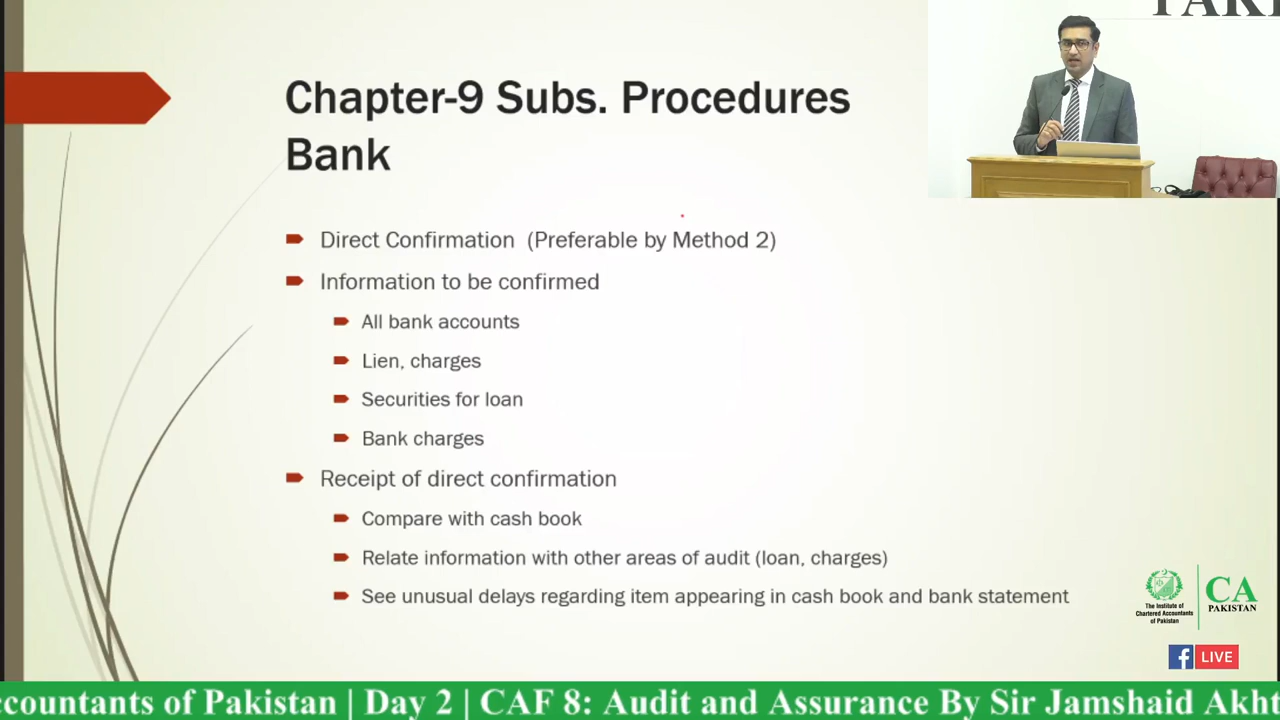 Chapter-9 Subs. Procedures
Bank
Direct Confirmation (Preferable by Method 2)
Information to be confirmed
All bank accounts
Lien, charges
Securities for loan
Bank charges
Receipt of direct confirmation
Compare with cash book
Relate information with other areas of audit (loan, charges)
See unusual delays regarding item appearing in cash book and bank statement
The Institute of
Chartered Accountants
of Pakistan
CA
PAKISTAN
LIVE
ccountants of Pakistan | Day 2 | CAF 8: Audit and Assurance By Sir Jamshaid Akht